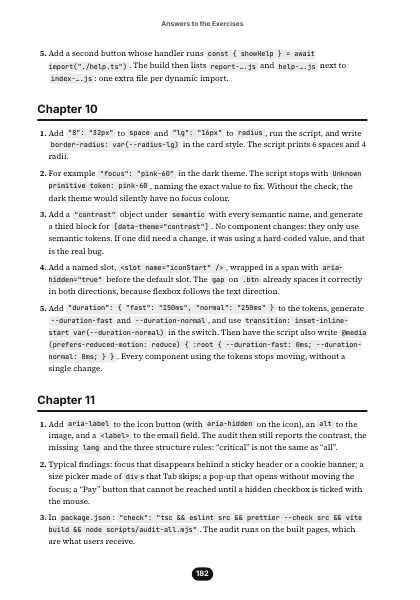 Answers to the Exercises
5. Add a second button whose handler runs const { showHelp } = await
import("./help.ts"). The build then lists report-….js and help-….js next to
index-….js: one extra file per dynamic import.
Chapter 10
1. Add "8": "32px" to space and "lg": "16px" to radius, run the script, and write
border-radius: var(--radius-lg) in the card style. The script prints 6 spaces and 4
radii.
2. For example "focus": "pink-60" in the dark theme. The script stops with Unknown
primitive token: pink-60, naming the exact value to fix. Without the check, the
dark theme would silently have no focus colour.
3. Add a "contrast" object under semantic with every semantic name, and generate
a third block for [data-theme="contrast"]. No component changes: they only use
semantic tokens. If one did need a change, it was using a hard-coded value, and that
is the real bug.
4. Add a named slot, <slot name="iconStart" />, wrapped in a span with aria-
hidden="true" before the default slot. The gap on .btn already spaces it correctly
in both directions, because flexbox follows the text direction.
5. Add "duration": { "fast": "150ms", "normal": "250ms" } to the tokens, generate
--duration-fast and --duration-normal, and use transition: inset-inline-
start var(--duration-normal) in the switch. Then have the script also write @media
(prefers-reduced-motion: reduce) { :root { --duration-fast: 0ms; --duration-
normal: 0ms; } }. Every component using the tokens stops moving, without a
single change.
Chapter 11
1. Add aria-label to the icon button (with aria-hidden on the icon), an alt to the
image, and a <label> to the email field. The audit then still reports the contrast, the
missing lang and the three structure rules: “critical” is not the same as “all”.
2. Typical findings: focus that disappears behind a sticky header or a cookie banner; a
size picker made of div s that Tab skips; a pop-up that opens without moving the
focus; a “Pay” button that cannot be reached until a hidden checkbox is ticked with
the mouse.
3. In package.json: "check": "tsc && eslint src && prettier --check src && vite
build && node scripts/audit-all.mjs". The audit runs on the built pages, which
are what users receive.
182